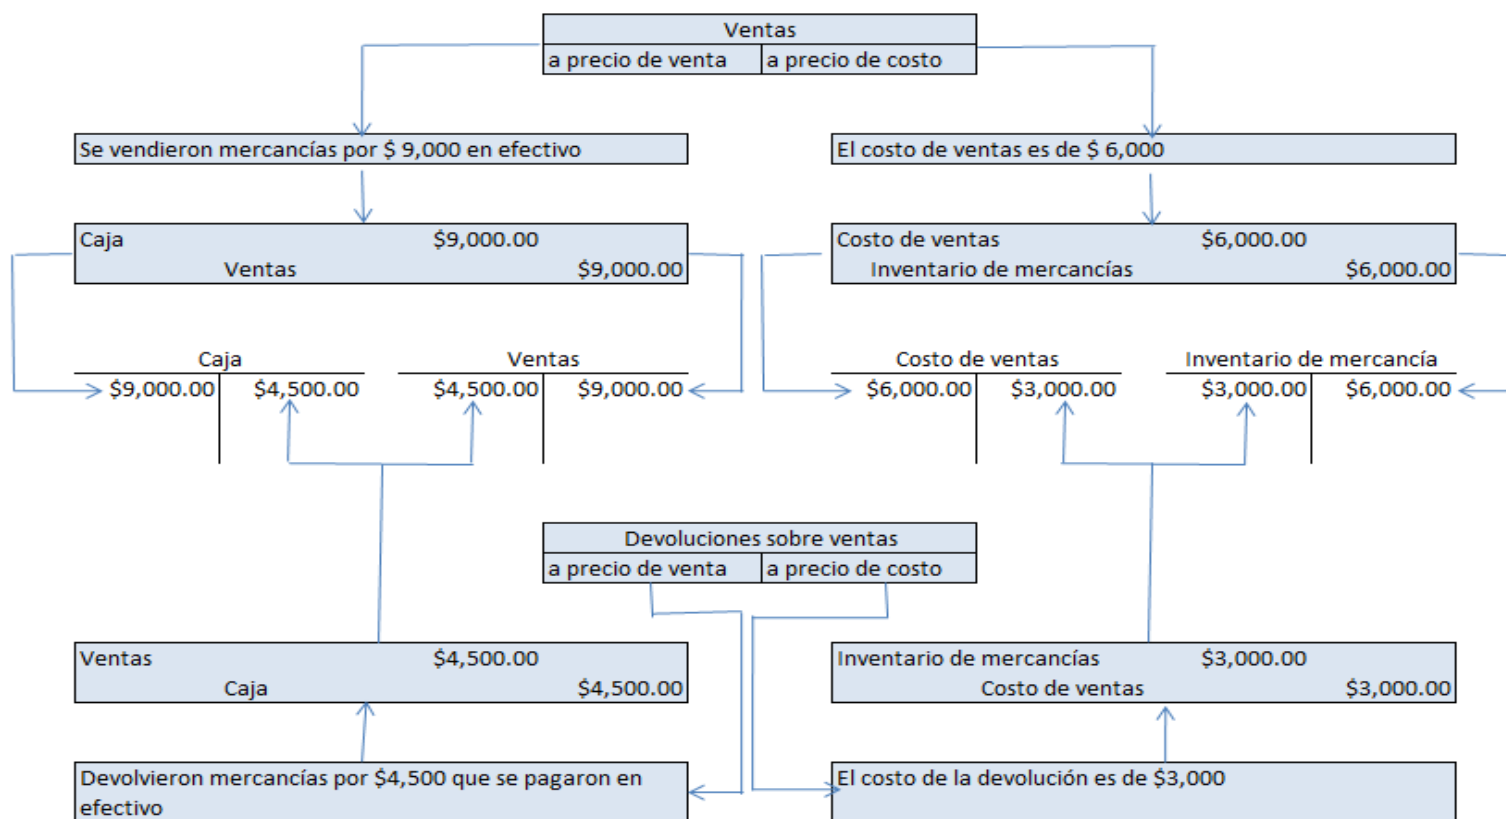 Ventas
a precio de venta a precio de costo
Se vendieron mercancías por $ 9,000 en efectivo
El costo de ventas es de $ 6,000
Caja $9,000.00
Ventas $9,000.00
Costo de ventas $6,000.00
Inventario de mercancías $6,000.00
Caja
$9,000.00 $4,500.00
Ventas
$4,500.00 $9,000.00
Costo de ventas
$6,000.00 $3,000.00
Inventario de mercancía
$3,000.00 $6,000.00
Devoluciones sobre ventas
a precio de venta a precio de costo
Ventas $4,500.00
Caja $4,500.00
Inventario de mercancías $3,000.00
Costo de ventas $3,000.00
Devolvieron mercancías por $4,500 que se pagaron en
efectivo
El costo de la devolución es de $3,000